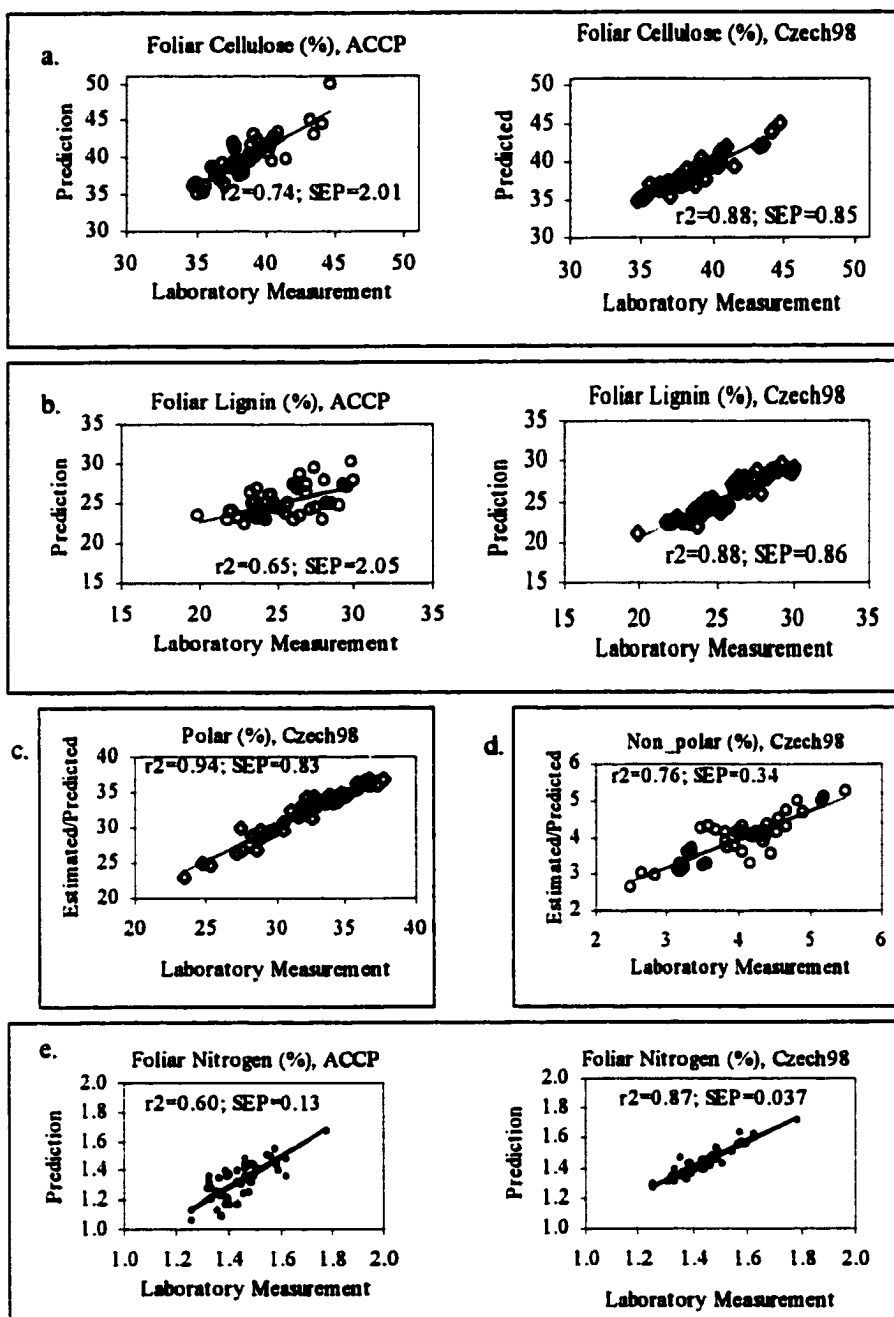 a.
Foliar Cellulose (%), ACCP
Prediction
50
45
40
35
30
r2=0.74; SEP=2.01
30 35 40 45 50
Laboratory Measurement
Foliar Cellulose (%), Czech98
Predicted
50
45
40
35
30
r2=0.88; SEP=0.85
30 35 40 45 50
Laboratory Measurement
b.
Foliar Lignin (%), ACCP
Prediction
35
30
25
20
15
r2=0.65; SEP=2.05
15 20 25 30 35
Laboratory Measurement
Foliar Lignin (%), Czech98
Prediction
35
30
25
20
15
r2=0.88; SEP=0.86
15 20 25 30 35
Laboratory Measurement
c.
Polar (%), Czech98
Estimated/Predicted
40
35
30
25
20
r2=0.94; SEP=0.83
20 25 30 35 40
Laboratory Measurement
d.
Non_polar (%), Czech98
Estimated/Predicted
6
5
4
3
2
r2=0.76; SEP=0.34
2 3 4 5 6
Laboratory Measurement
e.
Foliar Nitrogen (%), ACCP
Prediction
2.0
1.8
1.6
1.4
1.2
1.0
r2=0.60; SEP=0.13
1.0 1.2 1.4 1.6 1.8 2.0
Laboratory Measurement
Foliar Nitrogen (%), Czech98
Prediction
2.0
1.8
1.6
1.4
1.2
1.0
r2=0.87; SEP=0.037
1.0 1.2 1.4 1.6 1.8 2.0
Laboratory Measurement